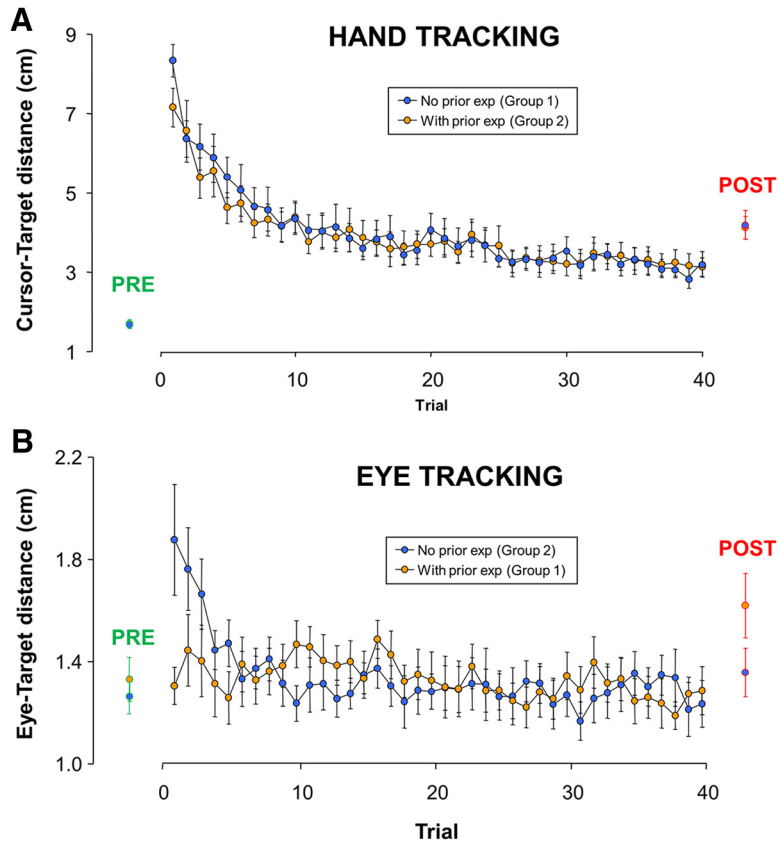 A
HAND TRACKING
Cursor-Target distance (cm)
9
7
5
3
1
No prior exp (Group 1)
With prior exp (Group 2)
PRE
POST
0
10
20
30
40
Trial
B
EYE TRACKING
Eye-Target distance (cm)
2.2
1.8
1.4
1.0
No prior exp (Group 2)
With prior exp (Group 1)
PRE
POST
0
10
20
30
40
Trial